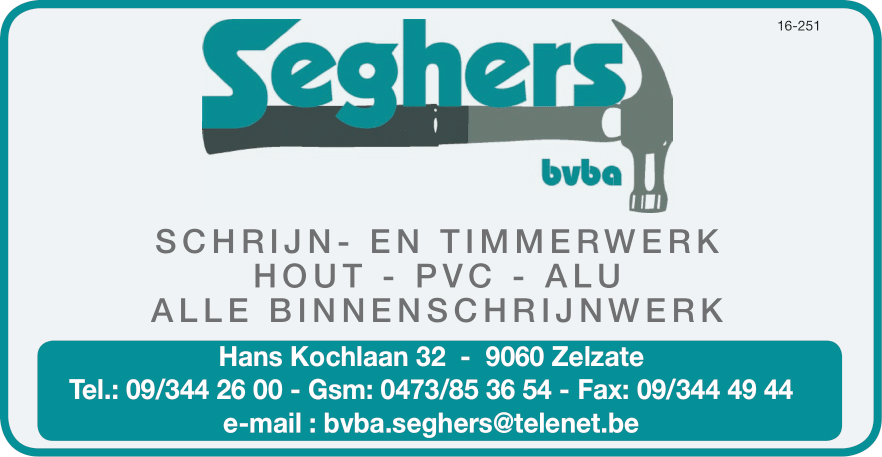 16-251
Seghers
bvba
SCHRIJN- EN TIMMERWERK
HOUT - PVC - ALU
ALLE BINNENSCHRIJNWERK
Hans Kochlaan 32 - 9060 Zelzate
Tel.: 09/344 26 00 - Gsm: 0473/85 36 54 - Fax: 09/344 49 44
e-mail : bvba.seghers@telenet.be